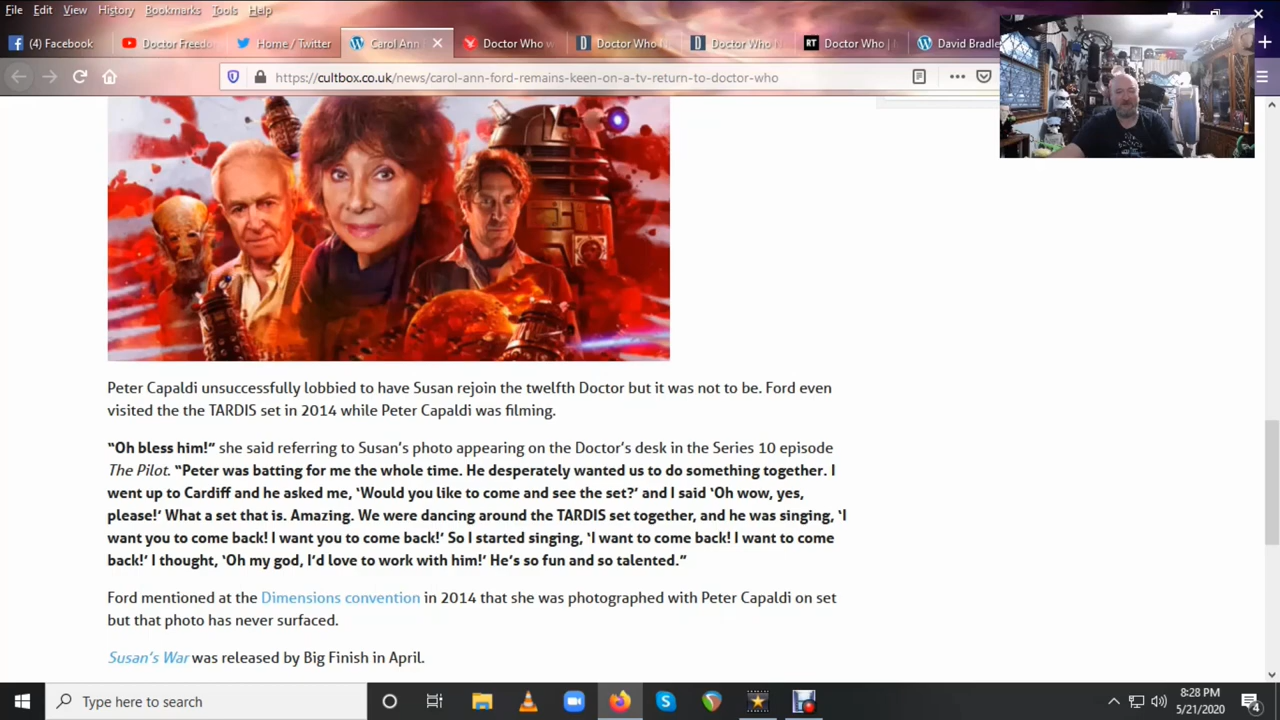 File Edit View History Bookmarks Tools Help
(4) Facebook Doctor Freedo Home / Twitter Carol Ann Doctor Who w Doctor Who Doctor Who RT Doctor Who David Bradle
https://cultbox.co.uk/news/carol-ann-ford-remains-keen-on-a-tv-return-to-doctor-who
Peter Capaldi unsuccessfully lobbied to have Susan rejoin the twelfth Doctor but it was not to be. Ford even
visited the the TARDIS set in 2014 while Peter Capaldi was filming.
“Oh bless him!” she said referring to Susan’s photo appearing on the Doctor’s desk in the Series 10 episode
The Pilot. “Peter was batting for me the whole time. He desperately wanted us to do something together. I
went up to Cardiff and he asked me, ‘Would you like to come and see the set?’ and I said ‘Oh wow, yes,
please!’ What a set that is. Amazing. We were dancing around the TARDIS set together, and he was singing, ‘I
want you to come back! I want you to come back!’ So I started singing, ‘I want to come back! I want to come
back!’ I thought, ‘Oh my god, I’d love to work with him!’ He’s so fun and so talented.”
Ford mentioned at the Dimensions convention in 2014 that she was photographed with Peter Capaldi on set
but that photo has never surfaced.
Susan’s War was released by Big Finish in April.
Type here to search
8:28 PM
5/21/2020
4